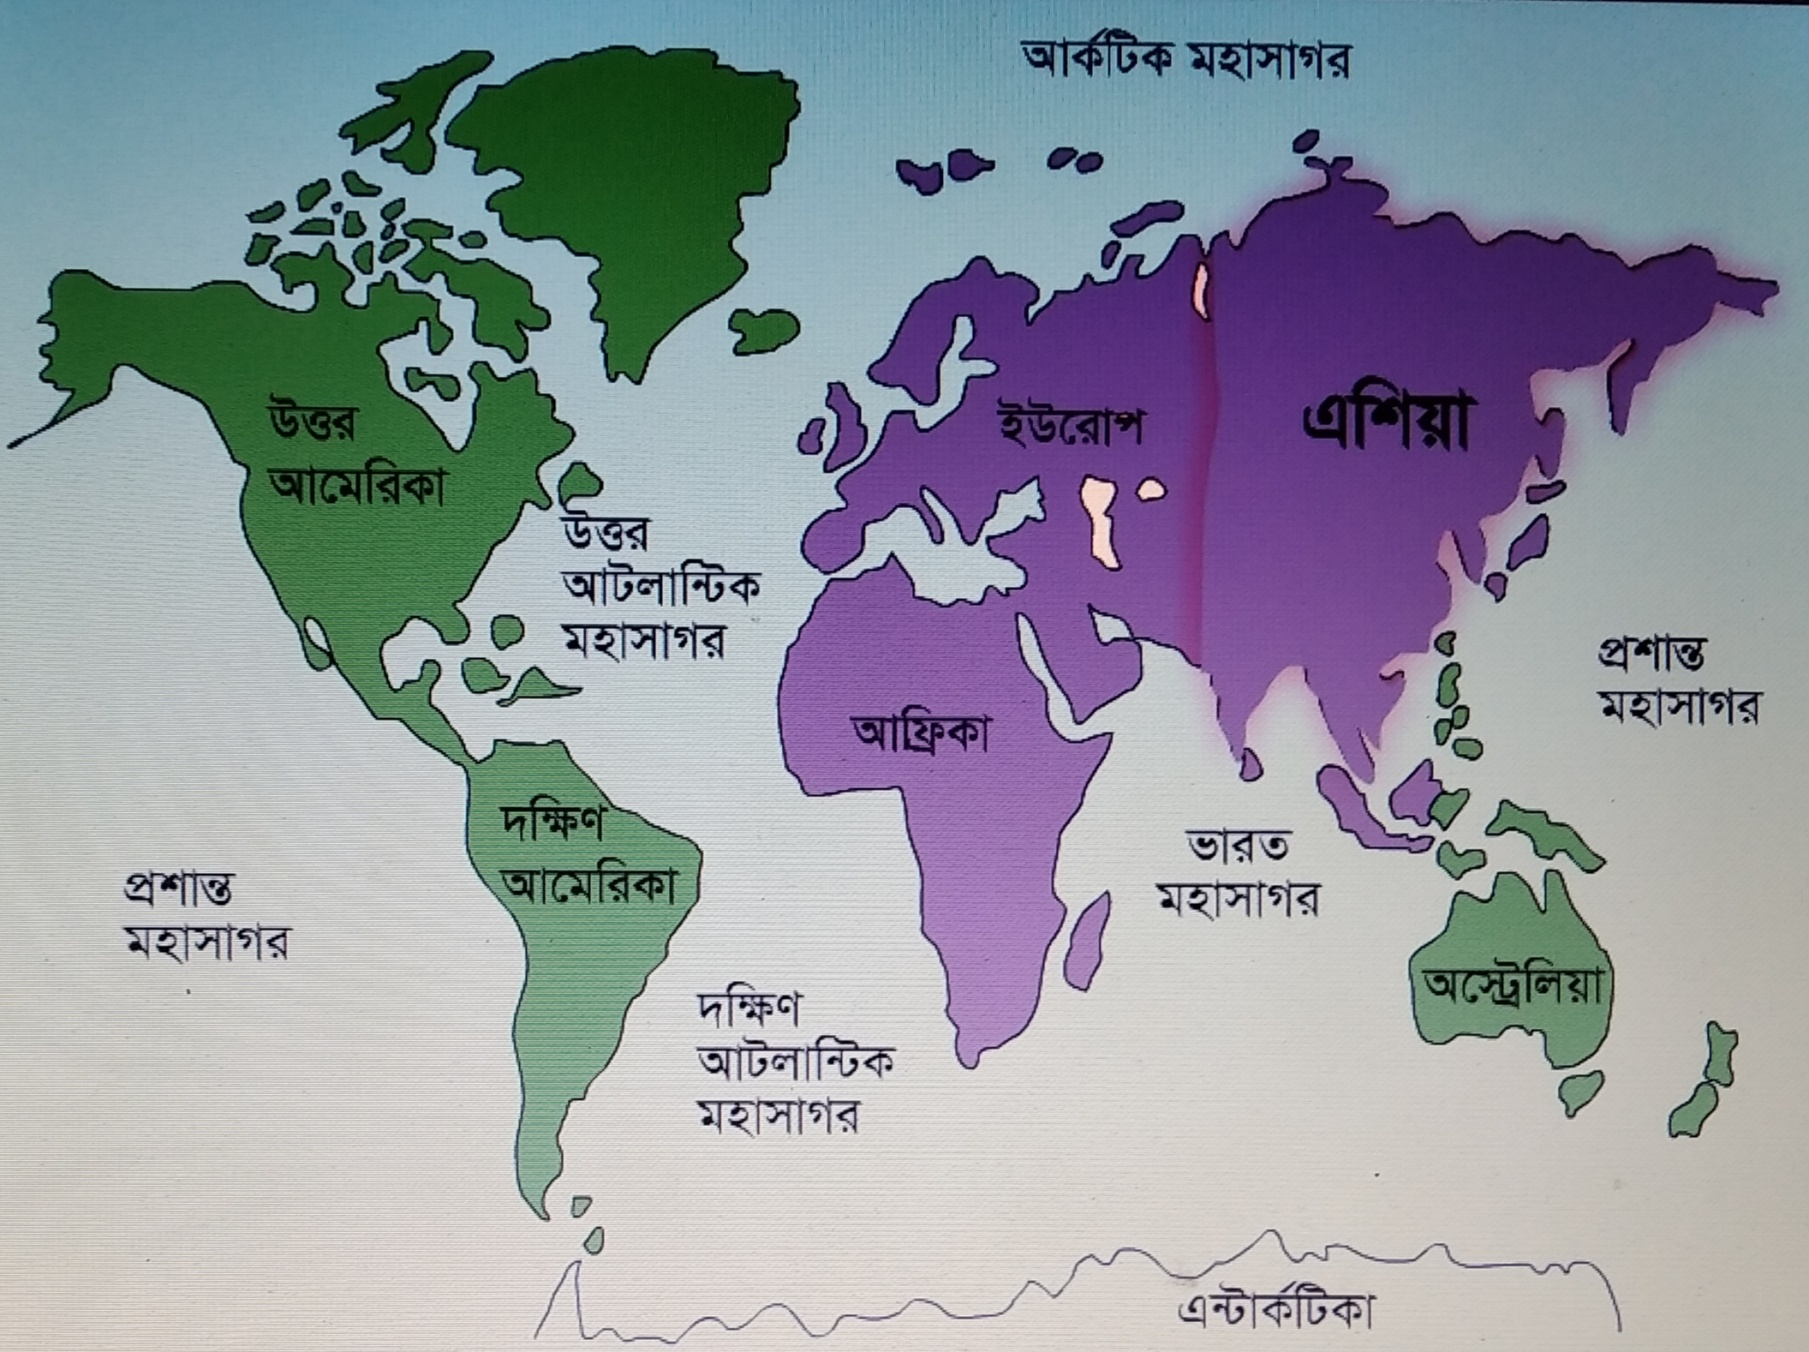 আর্কটিক মহাসাগর
উত্তর
আমেরিকা
ইউরোপ
এশিয়া
উত্তর
আটলান্টিক
মহাসাগর
প্রশান্ত
মহাসাগর
আফ্রিকা
দক্ষিণ
আমেরিকা
ভারত
মহাসাগর
প্রশান্ত
মহাসাগর
অস্ট্রেলিয়া
দক্ষিণ
আটলান্টিক
মহাসাগর
এন্টার্কটিকা